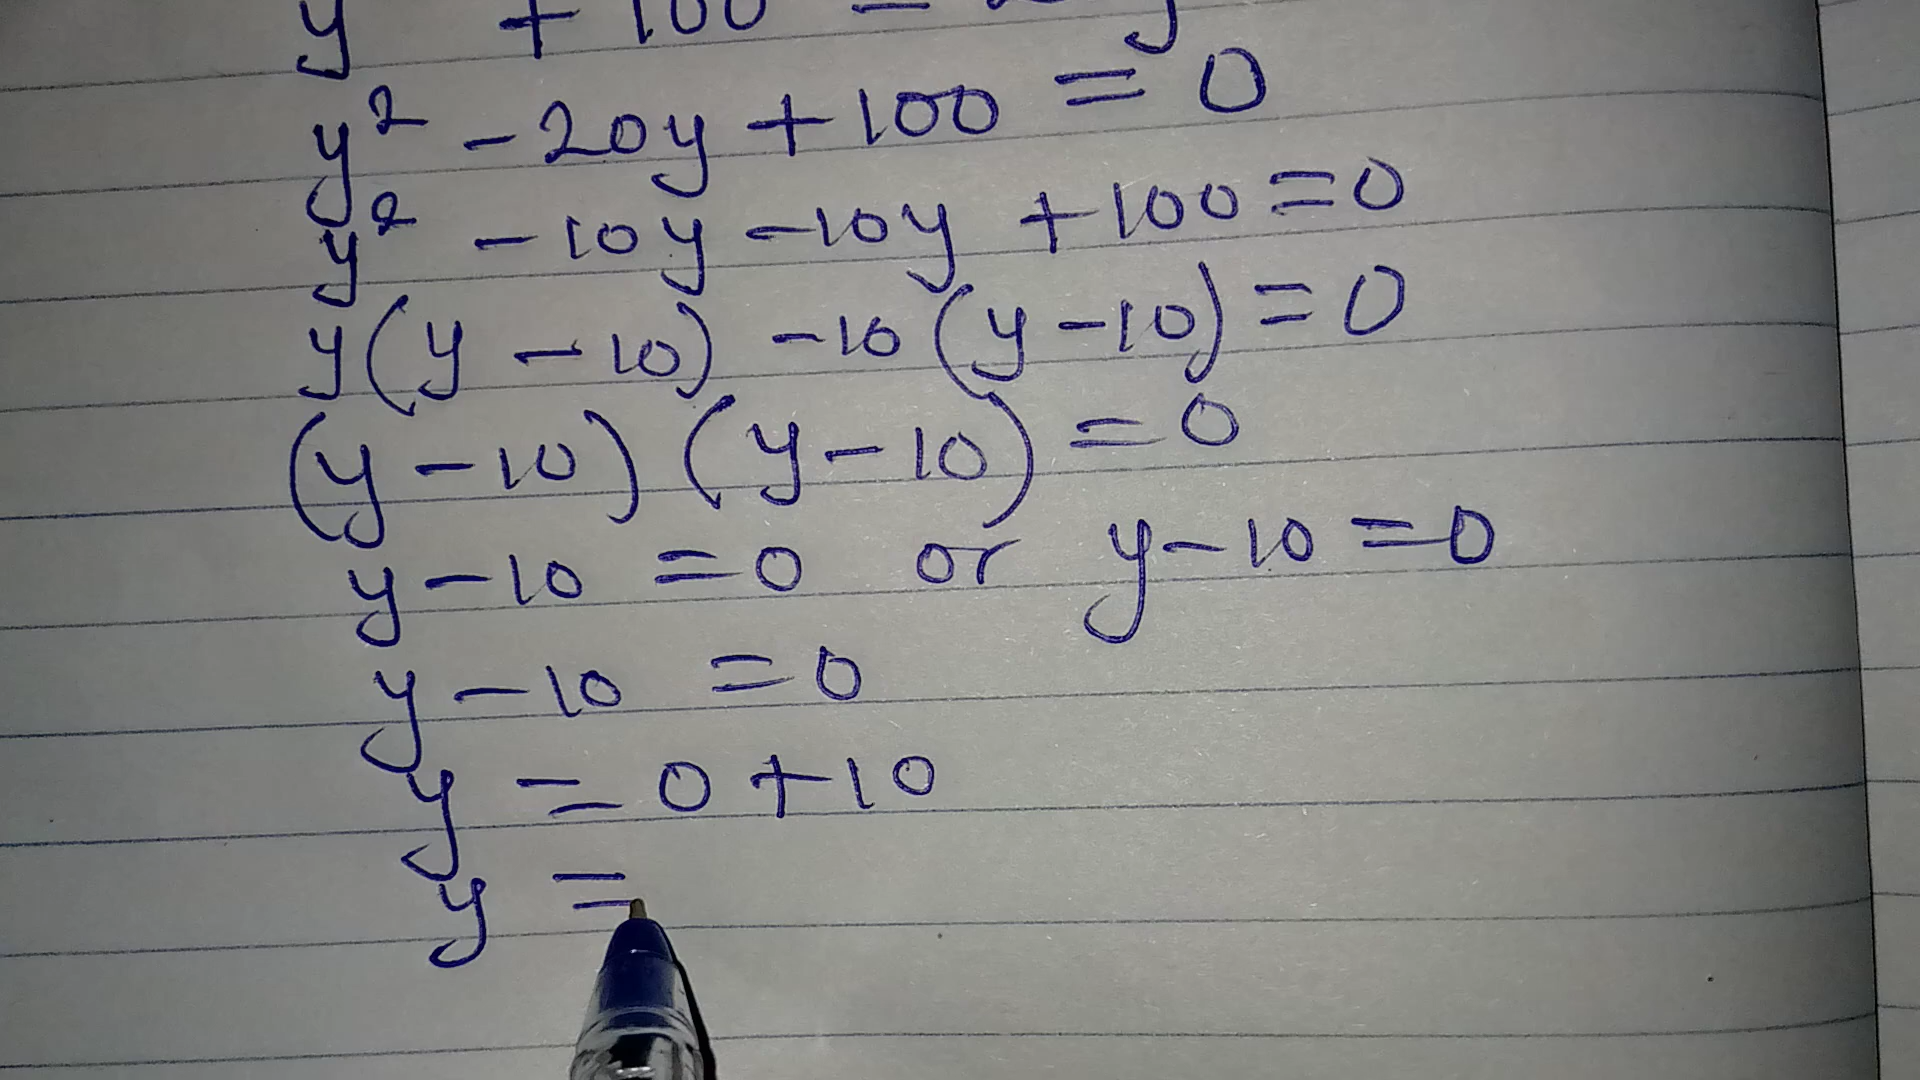 y + 100 =
y² - 20y + 100 = 0
y² - 10y - 10y + 100 = 0
y(y - 10) - 10(y - 10) = 0
(y - 10)(y - 10) = 0
y - 10 = 0 or y - 10 = 0
y - 10 = 0
y = 0 + 10
y =